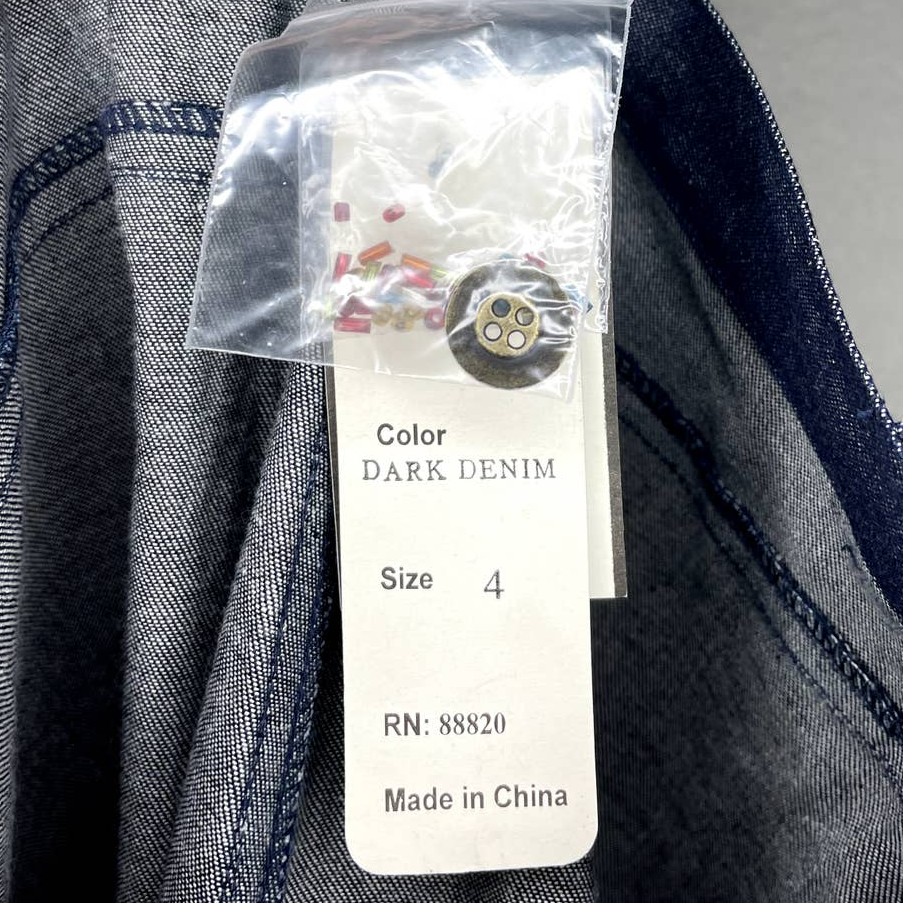 Color
DARK DENIM
Size 4
RN: 88820
Made in China